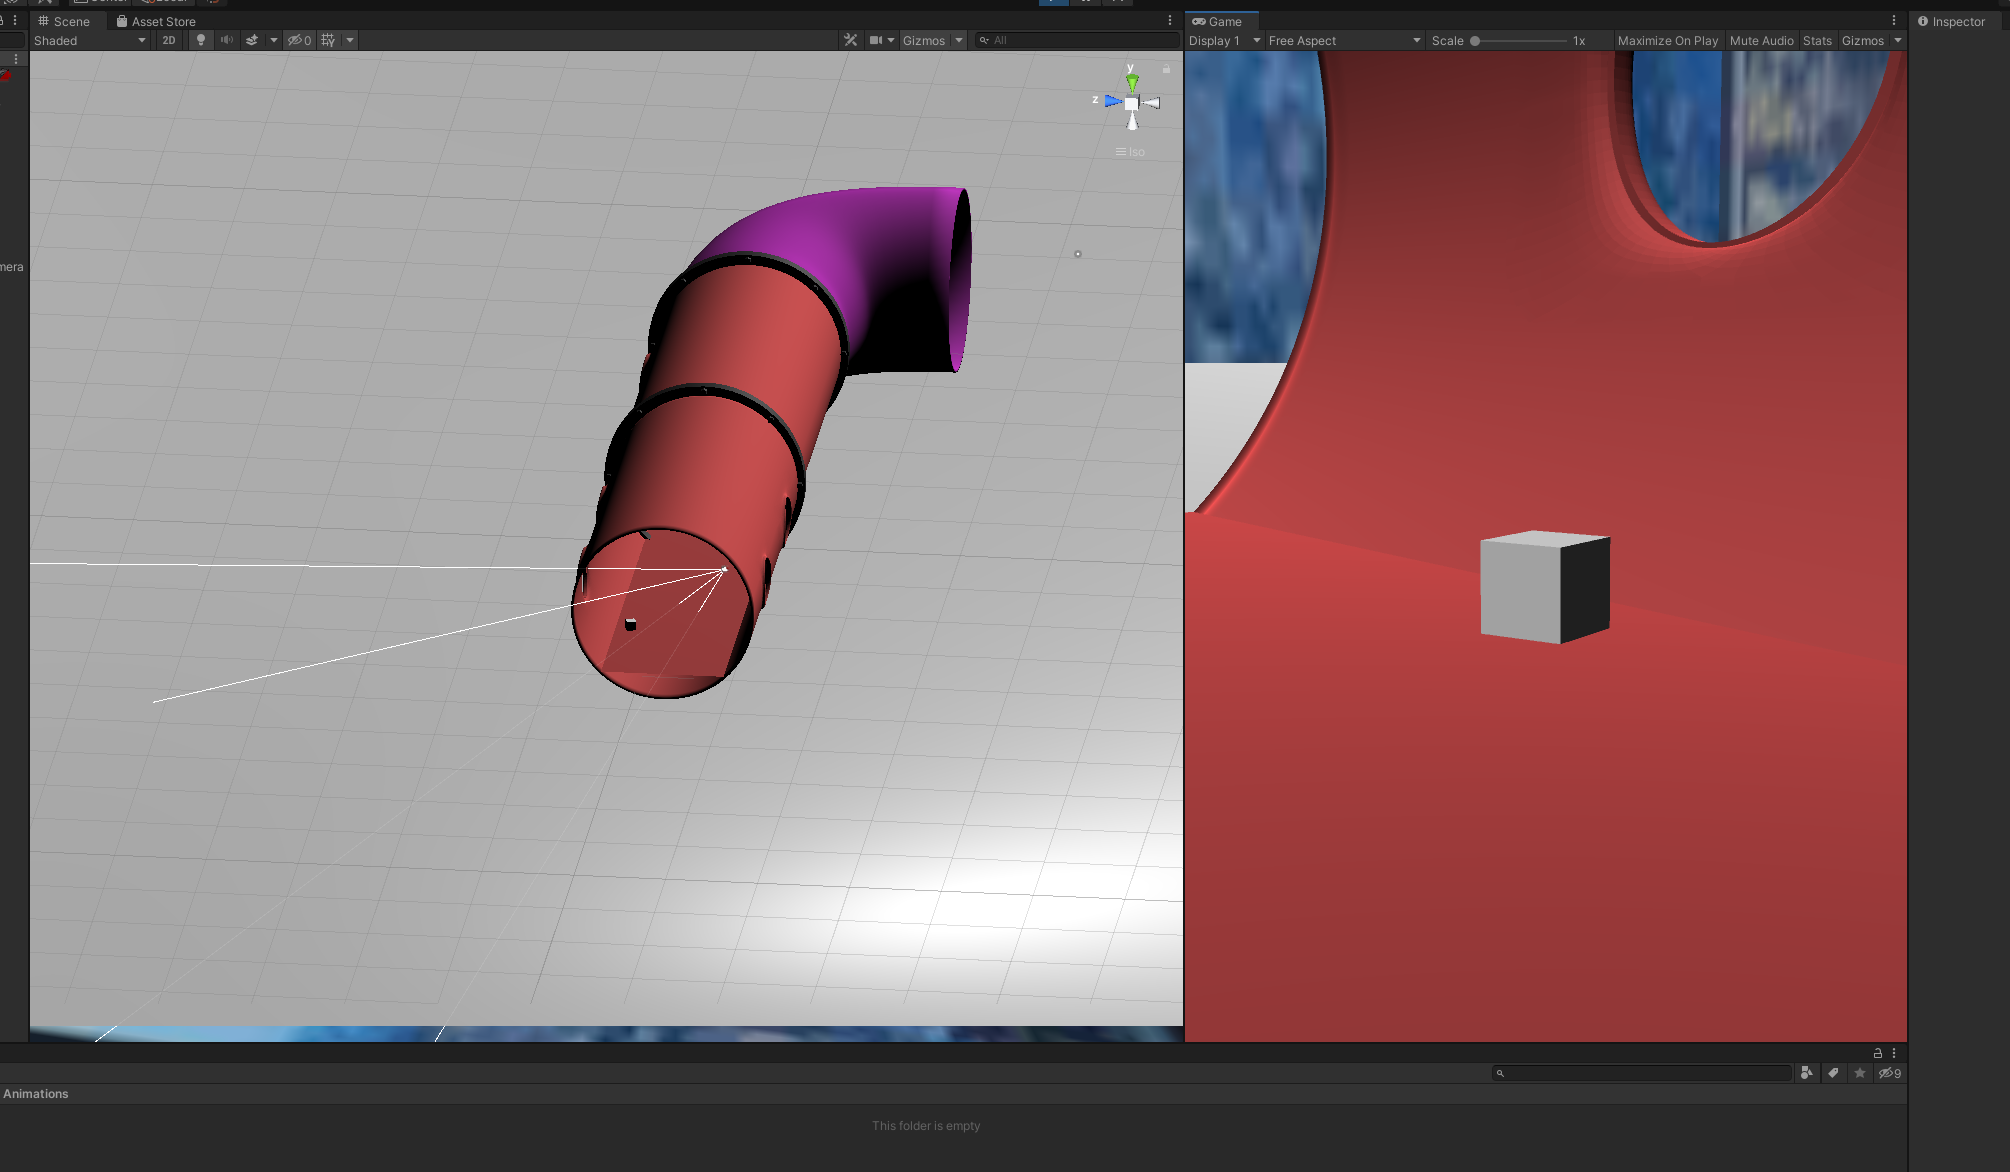 Scene
Asset Store
Game
Inspector
Shaded
2D
0
Gizmos
All
Display 1
Free Aspect
Scale
1x
Maximize On Play
Mute Audio
Stats
Gizmos
y
z
Iso
mera
9
Animations
This folder is empty